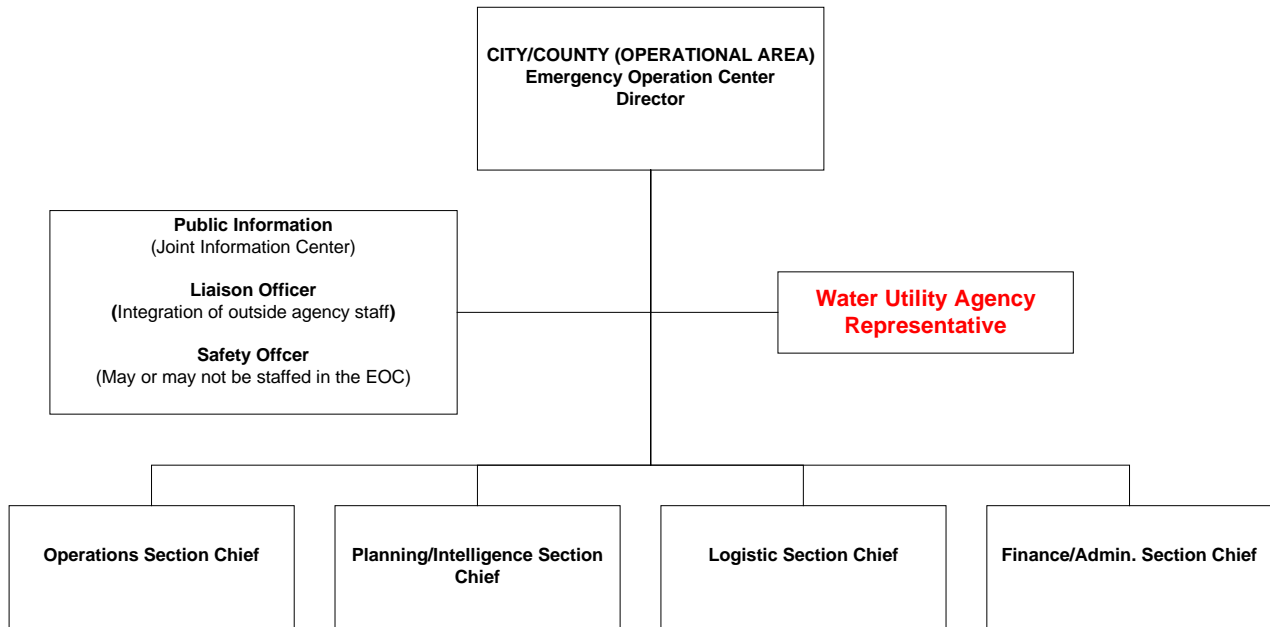 CITY/COUNTY (OPERATIONAL AREA)
Emergency Operation Center
Director
Public Information
(Joint Information Center)
Liaison Officer
(Integration of outside agency staff)
Safety Offcer
(May or may not be staffed in the EOC)
Water Utility Agency
Representative
Operations Section Chief
Planning/Intelligence Section
Chief
Logistic Section Chief
Finance/Admin. Section Chief